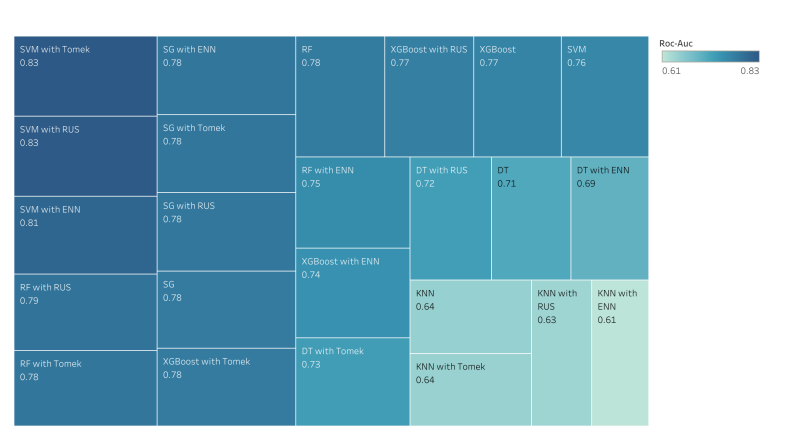 SVM with Tomek
0.83
SVM with RUS
0.83
SVM with ENN
0.81
RF with RUS
0.79
RF with Tomek
0.78
SG with ENN
0.78
SG with Tomek
0.78
SG with RUS
0.78
SG
0.78
XGBoost with Tomek
0.78
RF
0.78
XGBoost with RUS
0.77
XGBoost
0.77
SVM
0.76
RF with ENN
0.75
XGBoost with ENN
0.74
DT with Tomek
0.73
DT with RUS
0.72
DT
0.71
DT with ENN
0.69
KNN
0.64
KNN with Tomek
0.64
KNN with
RUS
0.63
KNN with
ENN
0.61
Roc-Auc
0.61 0.83